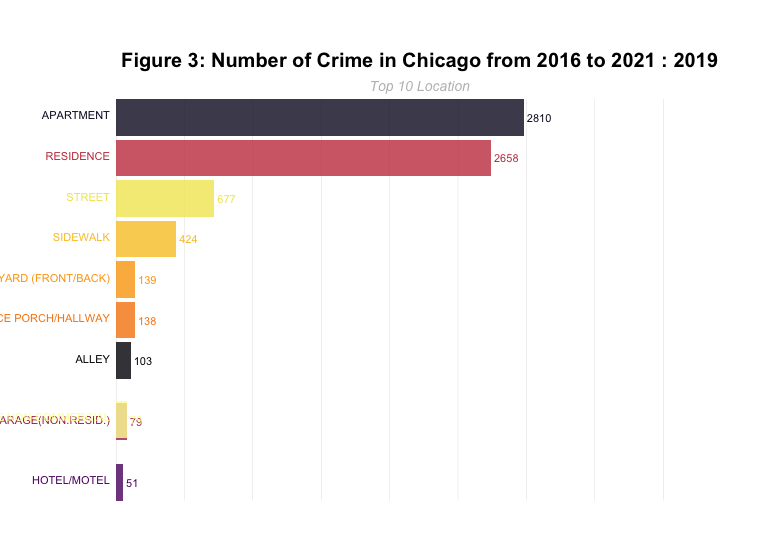 Figure 3: Number of Crime in Chicago from 2016 to 2021 : 2019
Top 10 Location
APARTMENT 2810
RESIDENCE 2658
STREET 677
SIDEWALK 424
YARD (FRONT/BACK) 139
CE PORCH/HALLWAY 138
ALLEY 103
ARAGE(NON.RESID.) 79
HOTEL/MOTEL 51